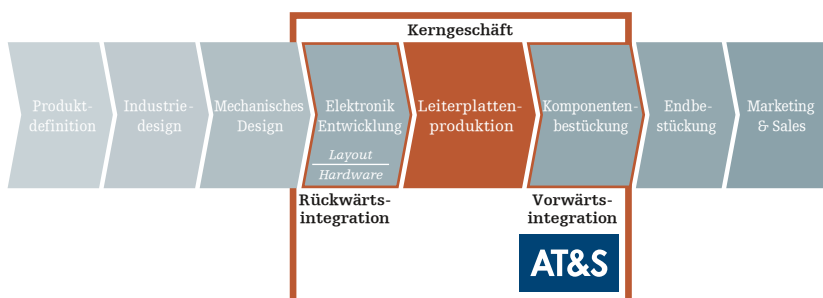 Kerngeschäft
Produkt-
definition
Industrie-
design
Mechanisches
Design
Elektronik
Entwicklung
Layout
Hardware
Leiterplatten-
produktion
Komponenten-
bestückung
Endbe-
stückung
Marketing
& Sales
Rückwärts-
integration
Vorwärts-
integration
AT&S